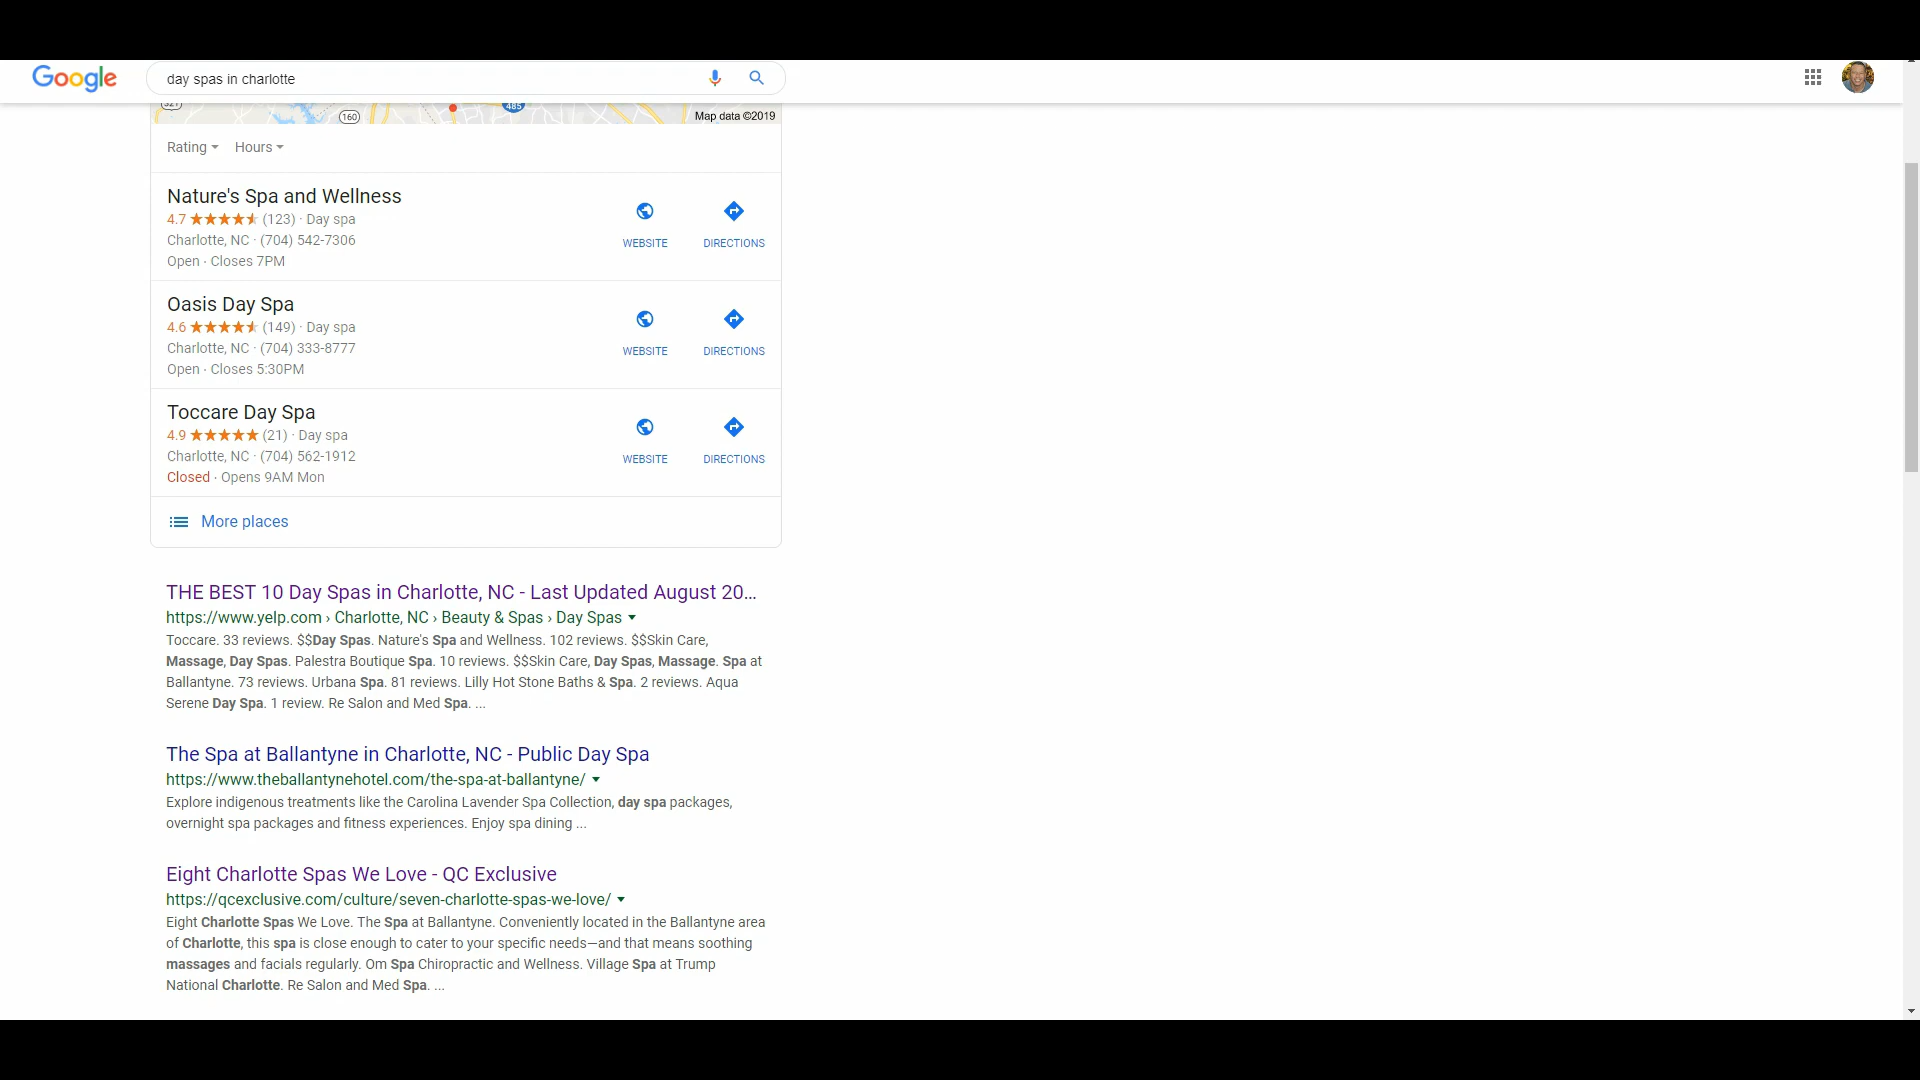 Google
day spas in charlotte
521
160
485
Map data ©2019
Rating
Hours
Nature's Spa and Wellness
4.7 (123) · Day spa
Charlotte, NC · (704) 542-7306
Open · Closes 7PM
WEBSITE
DIRECTIONS
Oasis Day Spa
4.6 (149) · Day spa
Charlotte, NC · (704) 333-8777
Open · Closes 5:30PM
WEBSITE
DIRECTIONS
Toccare Day Spa
4.9 (21) · Day spa
Charlotte, NC · (704) 562-1912
Closed · Opens 9AM Mon
WEBSITE
DIRECTIONS
More places
THE BEST 10 Day Spas in Charlotte, NC - Last Updated August 20...
https://www.yelp.com › Charlotte, NC › Beauty & Spas › Day Spas
Toccare. 33 reviews. $$Day Spas. Nature's Spa and Wellness. 102 reviews. $$Skin Care,
Massage, Day Spas. Palestra Boutique Spa. 10 reviews. $$Skin Care, Day Spas, Massage. Spa at
Ballantyne. 73 reviews. Urbana Spa. 81 reviews. Lilly Hot Stone Baths & Spa. 2 reviews. Aqua
Serene Day Spa. 1 review. Re Salon and Med Spa. ...
The Spa at Ballantyne in Charlotte, NC - Public Day Spa
https://www.theballantynehotel.com/the-spa-at-ballantyne/
Explore indigenous treatments like the Carolina Lavender Spa Collection, day spa packages,
overnight spa packages and fitness experiences. Enjoy spa dining ...
Eight Charlotte Spas We Love - QC Exclusive
https://qcexclusive.com/culture/seven-charlotte-spas-we-love/
Eight Charlotte Spas We Love. The Spa at Ballantyne. Conveniently located in the Ballantyne area
of Charlotte, this spa is close enough to cater to your specific needs—and that means soothing
massages and facials regularly. Om Spa Chiropractic and Wellness. Village Spa at Trump
National Charlotte. Re Salon and Med Spa. ...